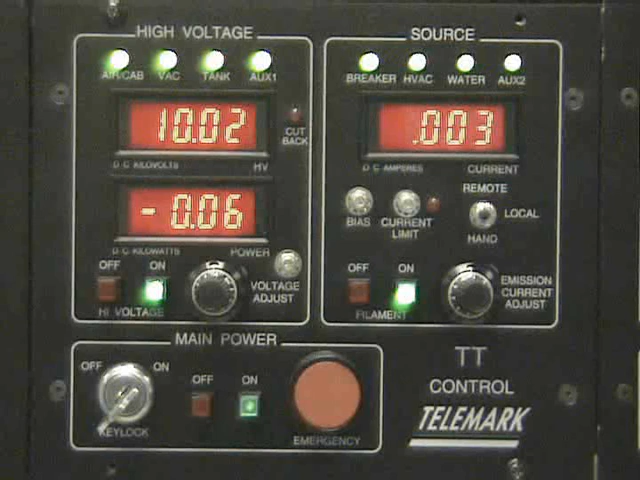 HIGH VOLTAGE
AIR/CAB VAC TANK AUX1
10.02
CUT BACK
D C KILOVOLTS HV
- 0.06
D C KILOWATTS POWER
OFF ON
VOLTAGE ADJUST
HI VOLTAGE
SOURCE
BREAKER HVAC WATER AUX2
.003
D C AMPERES CURRENT
REMOTE
LOCAL
HAND
BIAS CURRENT LIMIT
OFF ON
EMISSION CURRENT ADJUST
FILAMENT
MAIN POWER
OFF ON
OFF ON
KEYLOCK
EMERGENCY
TT
CONTROL
TELEMARK